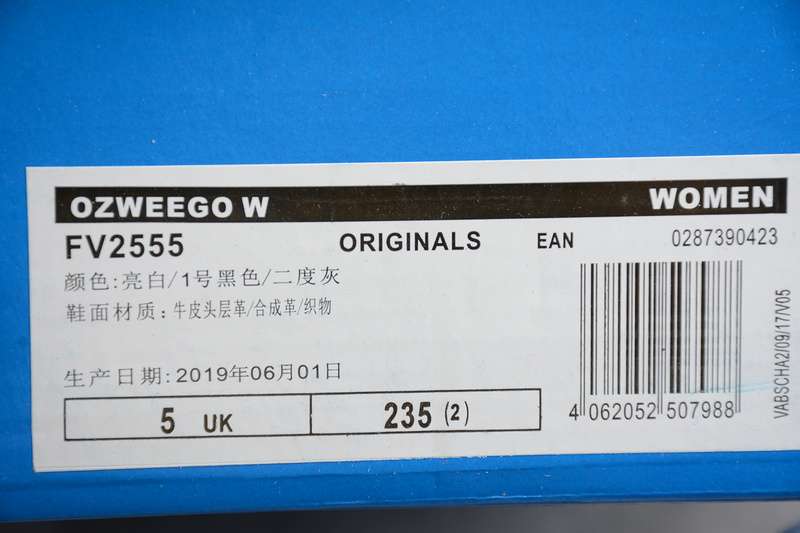 OZWEEGO W WOMEN
FV2555 ORIGINALS EAN 0287390423
颜色:亮白/1号黑色/二度灰
鞋面材质:牛皮头层革/合成革/织物
生产日期:2019年06月01日
5 UK 235 (2)
4 062052 507988
VABSCHA2/09/17/V05